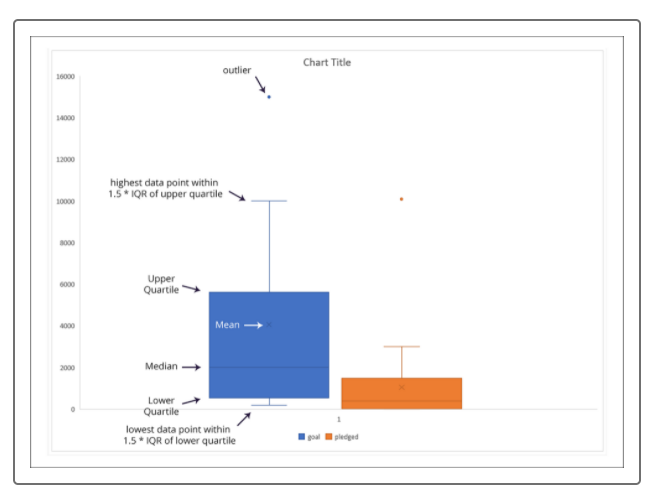 Chart Title
outlier
16000
14000
12000
highest data point within
1.5 * IQR of upper quartile
10000
8000
Upper
Quartile
6000
Mean
4000
Median
2000
Lower
Quartile
0
lowest data point within
1.5 * IQR of lower quartile
1
goal pledged